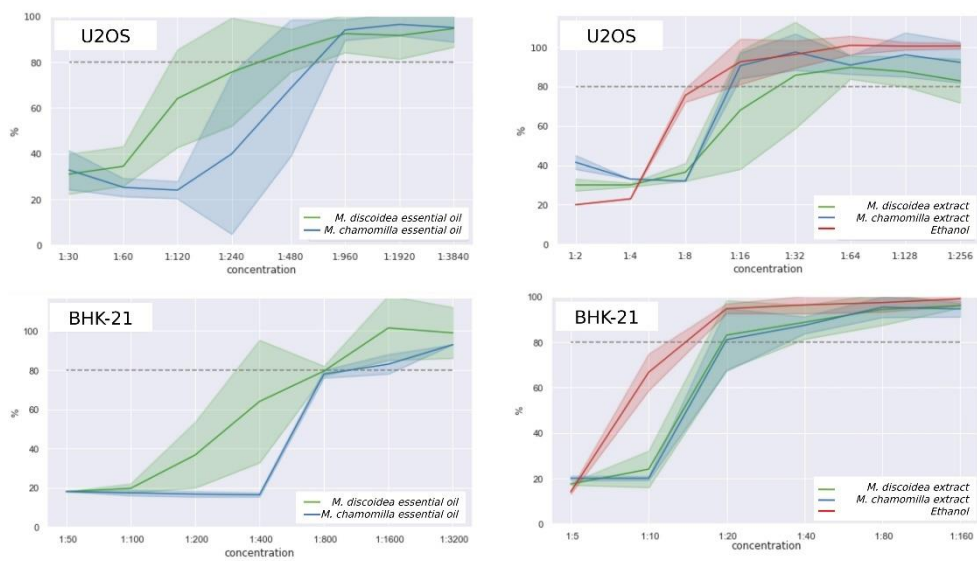 U2OS
100
80
60
40
20
0
%
1:30 1:60 1:120 1:240 1:480 1:960 1:1920 1:3840
concentration
M. discoidea essential oil
M. chamomilla essential oil
U2OS
100
80
60
40
20
0
%
1:2 1:4 1:8 1:16 1:32 1:64 1:128 1:256
concentration
M. discoidea extract
M. chamomilla extract
Ethanol
BHK-21
100
80
60
40
20
0
%
1:50 1:100 1:200 1:400 1:800 1:1600 1:3200
concentration
M. discoidea essential oil
M. chamomilla essential oil
BHK-21
100
80
60
40
20
0
%
1:5 1:10 1:20 1:40 1:80 1:160
concentration
M. discoidea extract
M. chamomilla extract
Ethanol